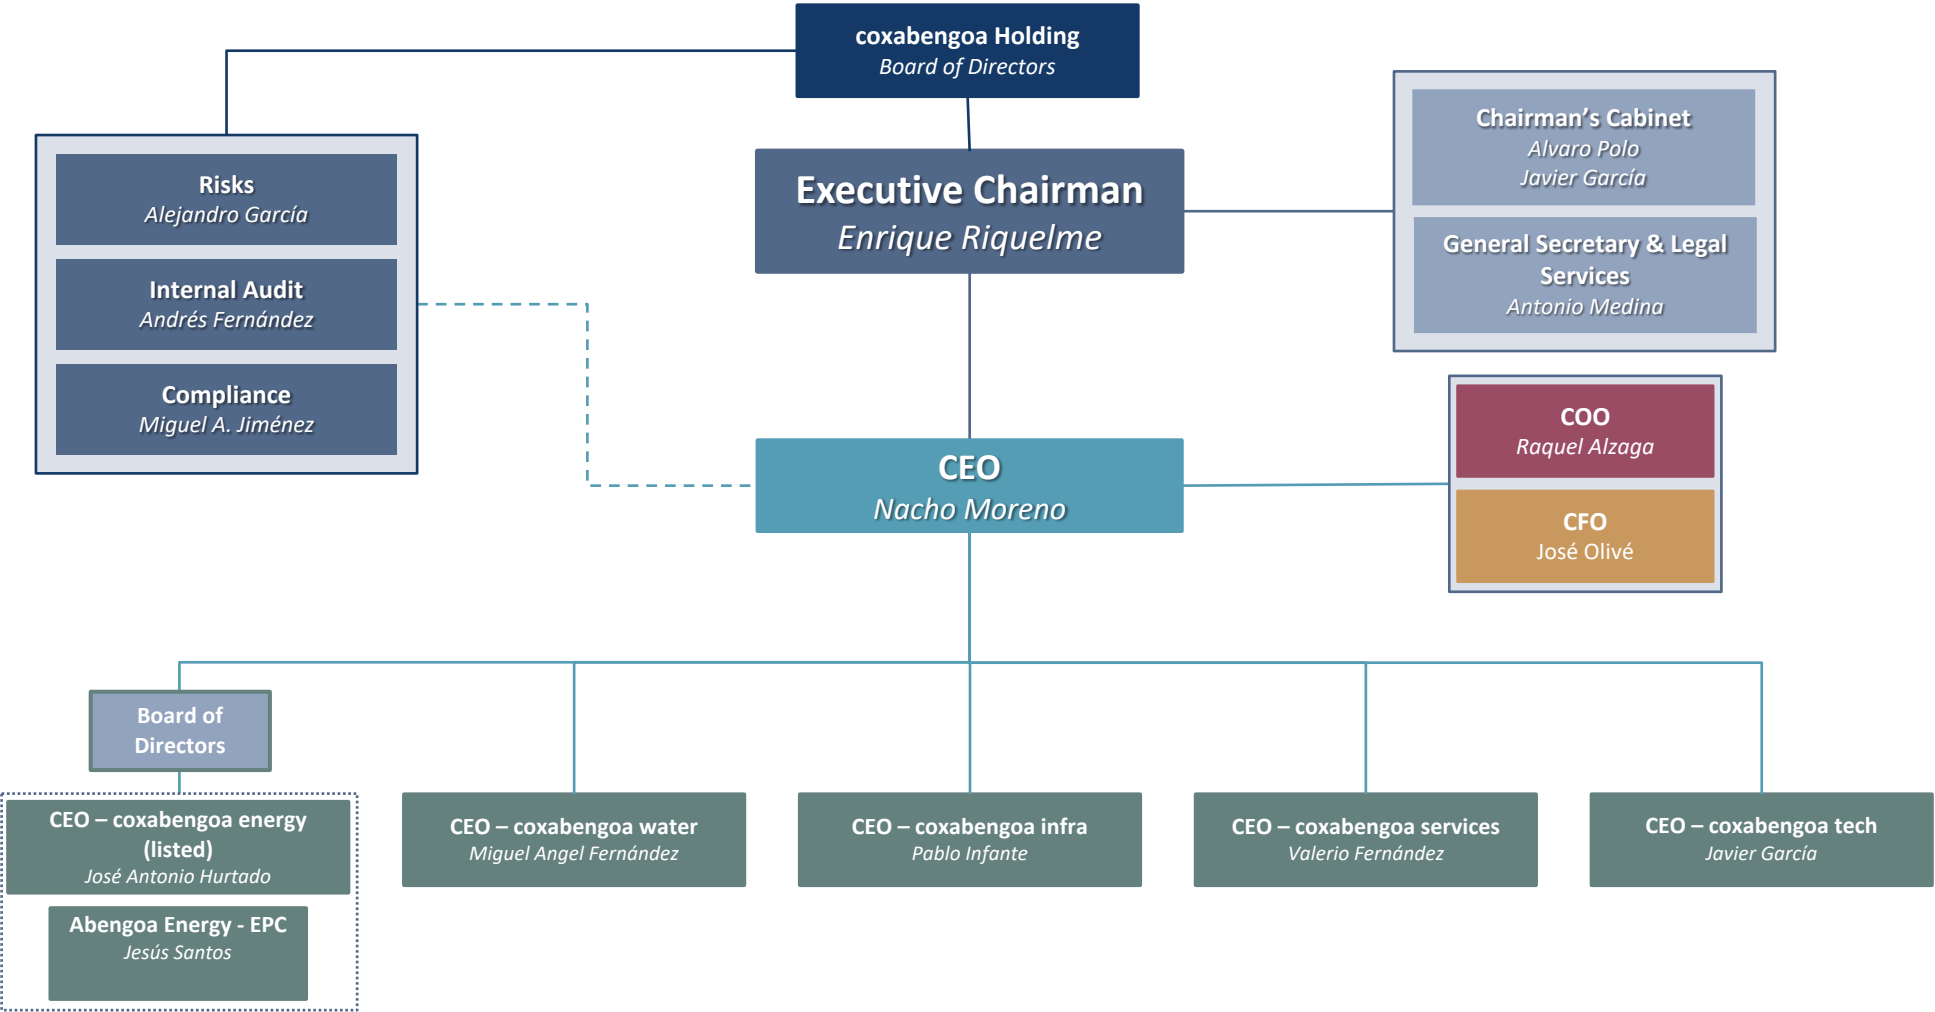 coxabengoa Holding
Board of Directors
Risks
Alejandro García
Internal Audit
Andrés Fernández
Compliance
Miguel A. Jiménez
Executive Chairman
Enrique Riquelme
Chairman’s Cabinet
Alvaro Polo
Javier García
General Secretary & Legal
Services
Antonio Medina
CEO
Nacho Moreno
COO
Raquel Alzaga
CFO
José Olivé
Board of
Directors
CEO – coxabengoa energy
(listed)
José Antonio Hurtado
Abengoa Energy - EPC
Jesús Santos
CEO – coxabengoa water
Miguel Angel Fernández
CEO – coxabengoa infra
Pablo Infante
CEO – coxabengoa services
Valerio Fernández
CEO – coxabengoa tech
Javier García